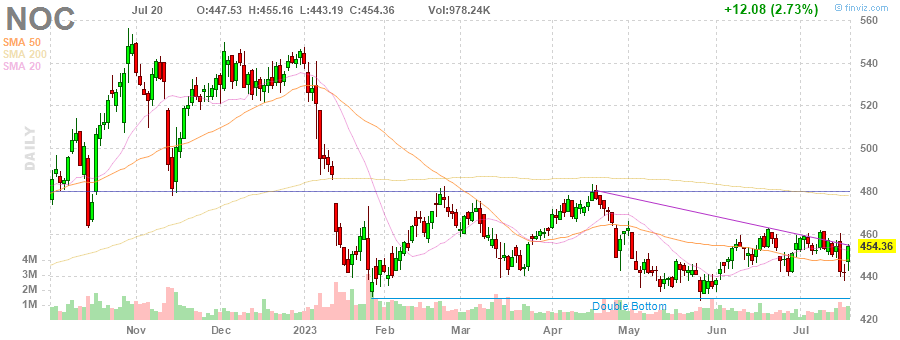 NOC Jul 20 O:447.53 H:455.16 L:443.19 C:454.36 Vol:978.24K +12.08 (2.73%) @ finviz.com
SMA 50
SMA 200
SMA 20
DAILY
560
540
520
500
480
460
454.36
440
420
4M
3M
2M
1M
Double Bottom
Nov Dec 2023 Feb Mar Apr May Jun Jul